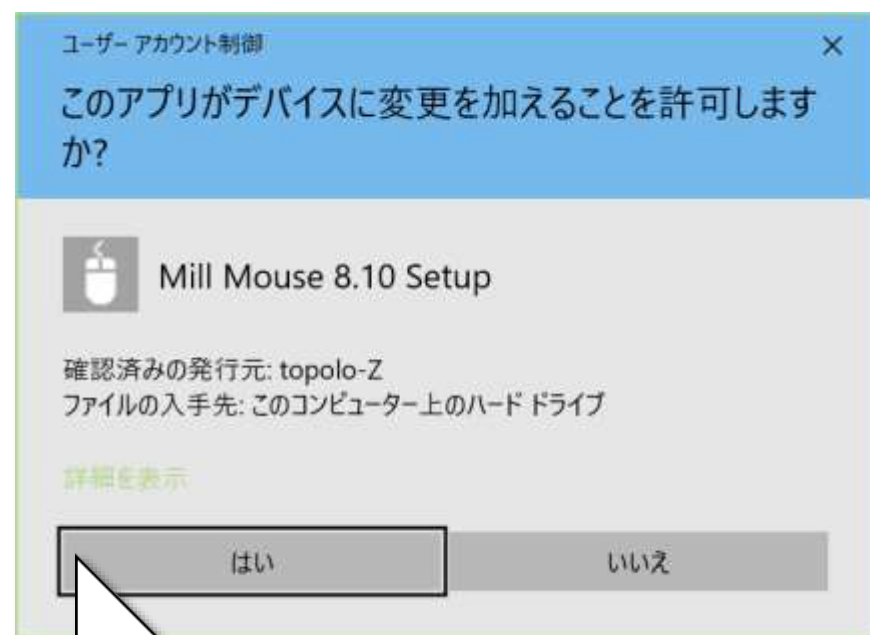 ユーザー アカウント制御
このアプリがデバイスに変更を加えることを許可します
か?
Mill Mouse 8.10 Setup
確認済みの発行元: topolo-Z
ファイルの入手先: このコンピューター上のハード ドライブ
詳細を表示
はい
いいえ